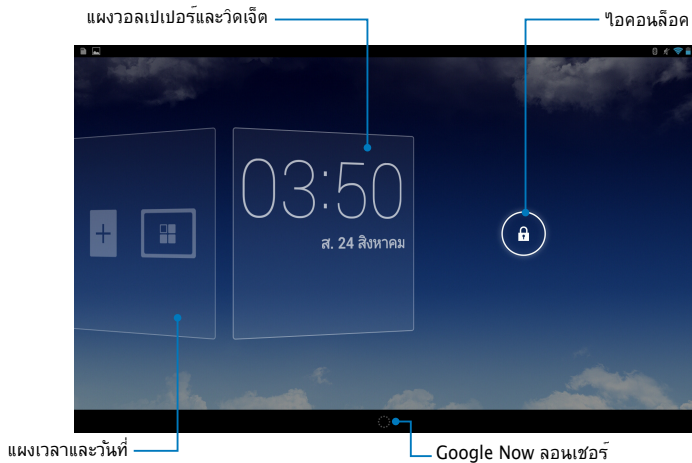 แผงวอลเปเปอร์และวิดเจ็ต
ไอคอนล็อค
03:50
ส. 24 สิงหาคม
แผงเวลาและวันที่
Google Now ลอนเชอร์